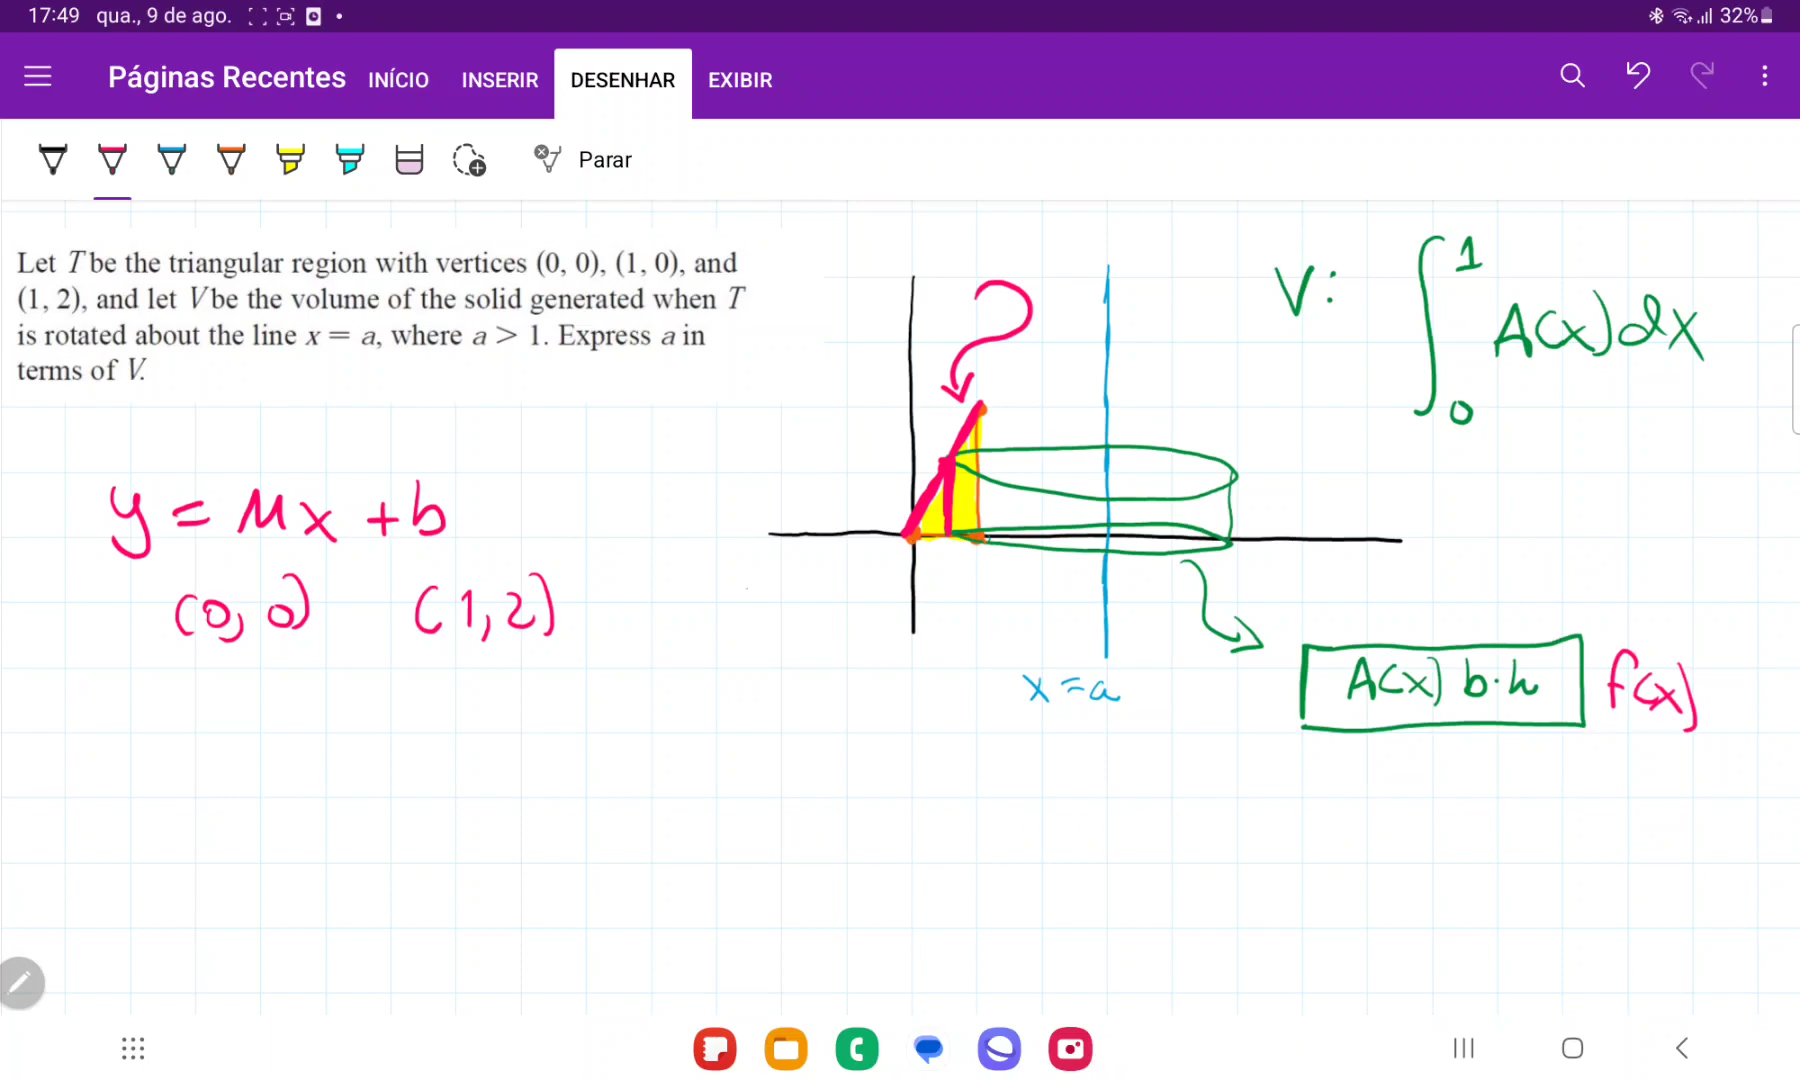 17:49 qua., 9 de ago. 32%
Páginas Recentes INÍCIO INSERIR DESENHAR EXIBIR
Parar
Let T be the triangular region with vertices (0, 0), (1, 0), and
(1, 2), and let V be the volume of the solid generated when T
is rotated about the line x = a, where a > 1. Express a in
terms of V.
V: ∫₀¹ A(x)dx
y = Mx + b
(0, 0) (1, 2)
x = a
A(x) b·h f(x)